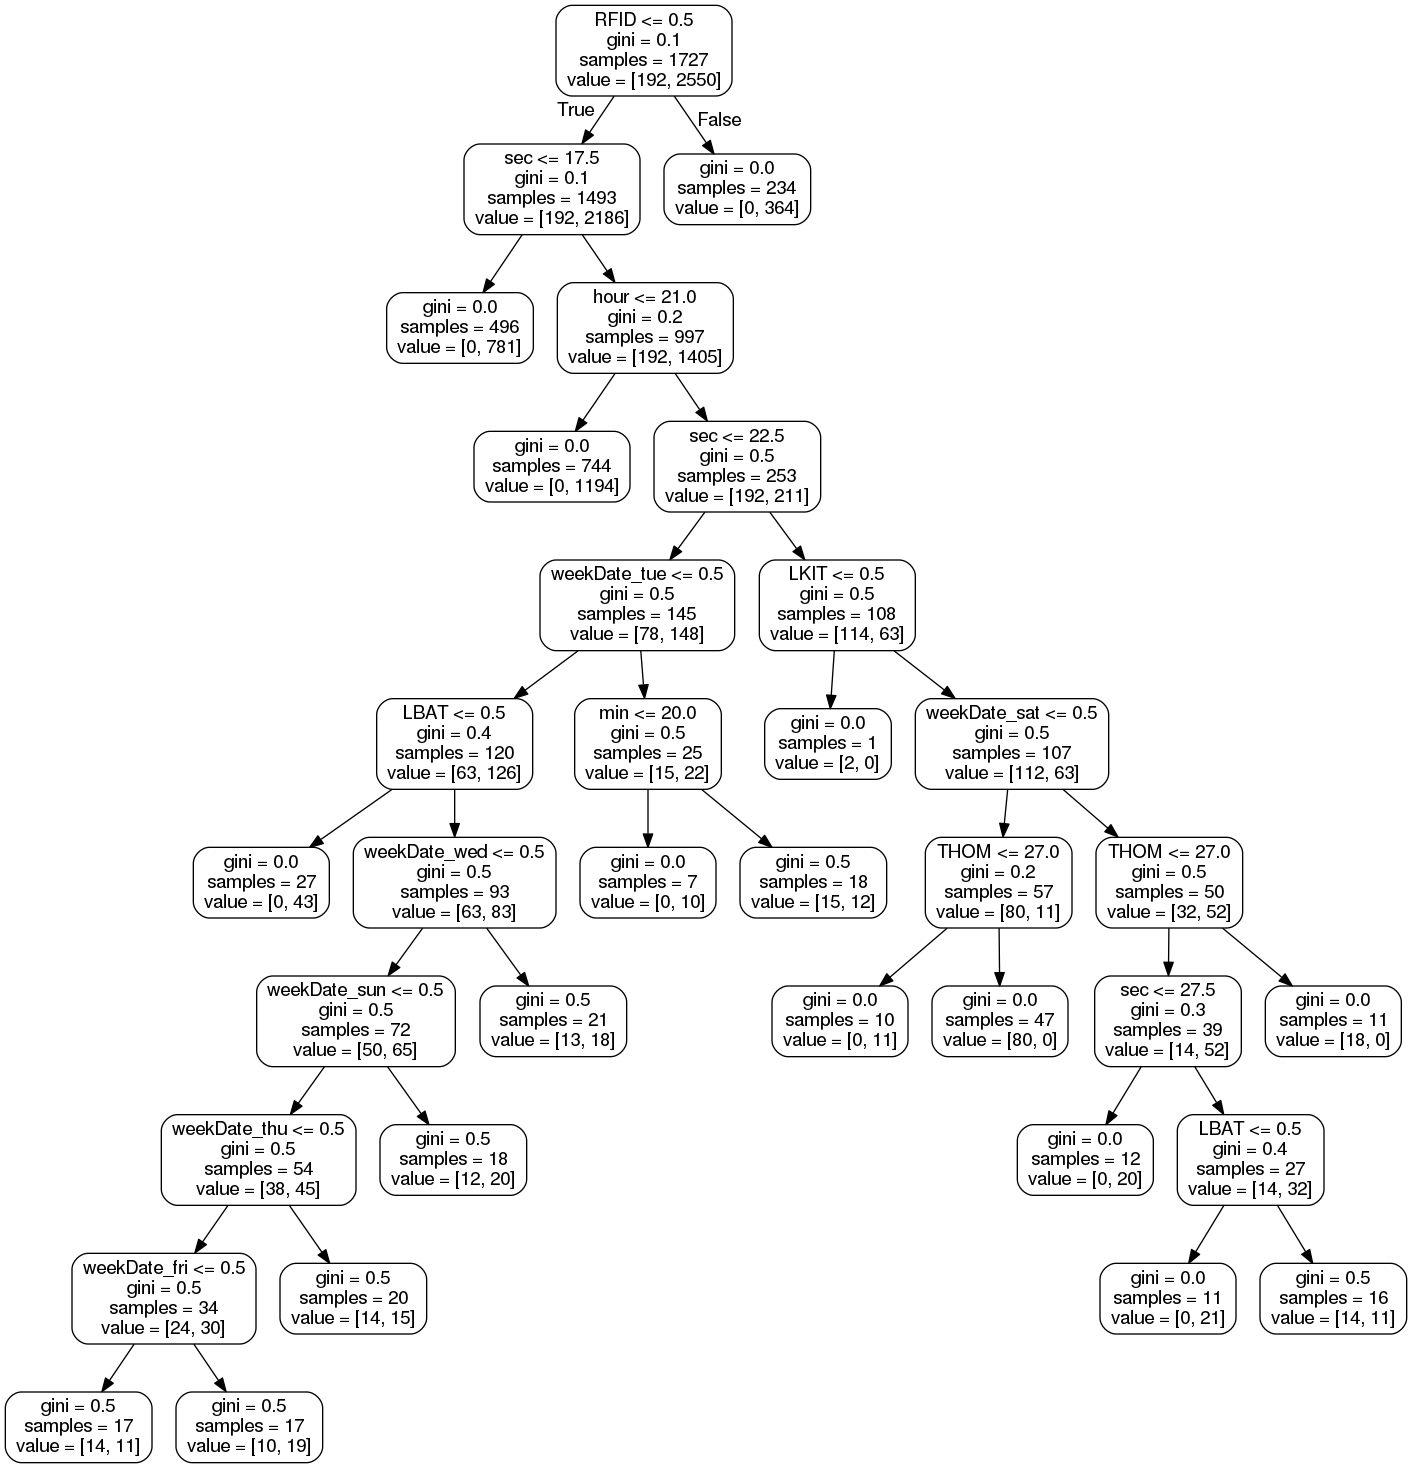 RFID <= 0.5
gini = 0.1
samples = 1727
value = [192, 2550]
True
False
sec <= 17.5
gini = 0.1
samples = 1493
value = [192, 2186]
gini = 0.0
samples = 234
value = [0, 364]
gini = 0.0
samples = 496
value = [0, 781]
hour <= 21.0
gini = 0.2
samples = 997
value = [192, 1405]
gini = 0.0
samples = 744
value = [0, 1194]
sec <= 22.5
gini = 0.5
samples = 253
value = [192, 211]
weekDate_tue <= 0.5
gini = 0.5
samples = 145
value = [78, 148]
LKIT <= 0.5
gini = 0.5
samples = 108
value = [114, 63]
LBAT <= 0.5
gini = 0.4
samples = 120
value = [63, 126]
min <= 20.0
gini = 0.5
samples = 25
value = [15, 22]
gini = 0.0
samples = 1
value = [2, 0]
weekDate_sat <= 0.5
gini = 0.5
samples = 107
value = [112, 63]
gini = 0.0
samples = 27
value = [0, 43]
weekDate_wed <= 0.5
gini = 0.5
samples = 93
value = [63, 83]
gini = 0.0
samples = 7
value = [0, 10]
gini = 0.5
samples = 18
value = [15, 12]
THOM <= 27.0
gini = 0.2
samples = 57
value = [80, 11]
THOM <= 27.0
gini = 0.5
samples = 50
value = [32, 52]
weekDate_sun <= 0.5
gini = 0.5
samples = 72
value = [50, 65]
gini = 0.5
samples = 21
value = [13, 18]
gini = 0.0
samples = 10
value = [0, 11]
gini = 0.0
samples = 47
value = [80, 0]
sec <= 27.5
gini = 0.3
samples = 39
value = [14, 52]
gini = 0.0
samples = 11
value = [18, 0]
weekDate_thu <= 0.5
gini = 0.5
samples = 54
value = [38, 45]
gini = 0.5
samples = 18
value = [12, 20]
gini = 0.0
samples = 12
value = [0, 20]
LBAT <= 0.5
gini = 0.4
samples = 27
value = [14, 32]
weekDate_fri <= 0.5
gini = 0.5
samples = 34
value = [24, 30]
gini = 0.5
samples = 20
value = [14, 15]
gini = 0.0
samples = 11
value = [0, 21]
gini = 0.5
samples = 16
value = [14, 11]
gini = 0.5
samples = 17
value = [14, 11]
gini = 0.5
samples = 17
value = [10, 19]